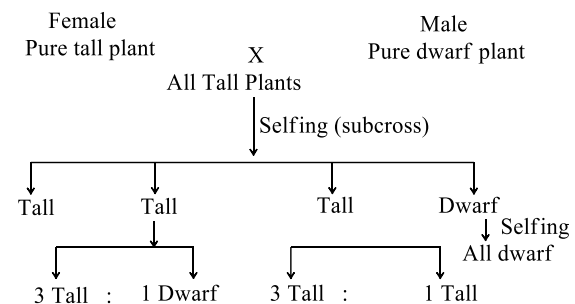 Female
Pure tall plant
Male
Pure dwarf plant
X
All Tall Plants
Selfing (subcross)
Tall
Tall
Tall
Dwarf
Selfing
All dwarf
3 Tall : 1 Dwarf
3 Tall : 1 Tall